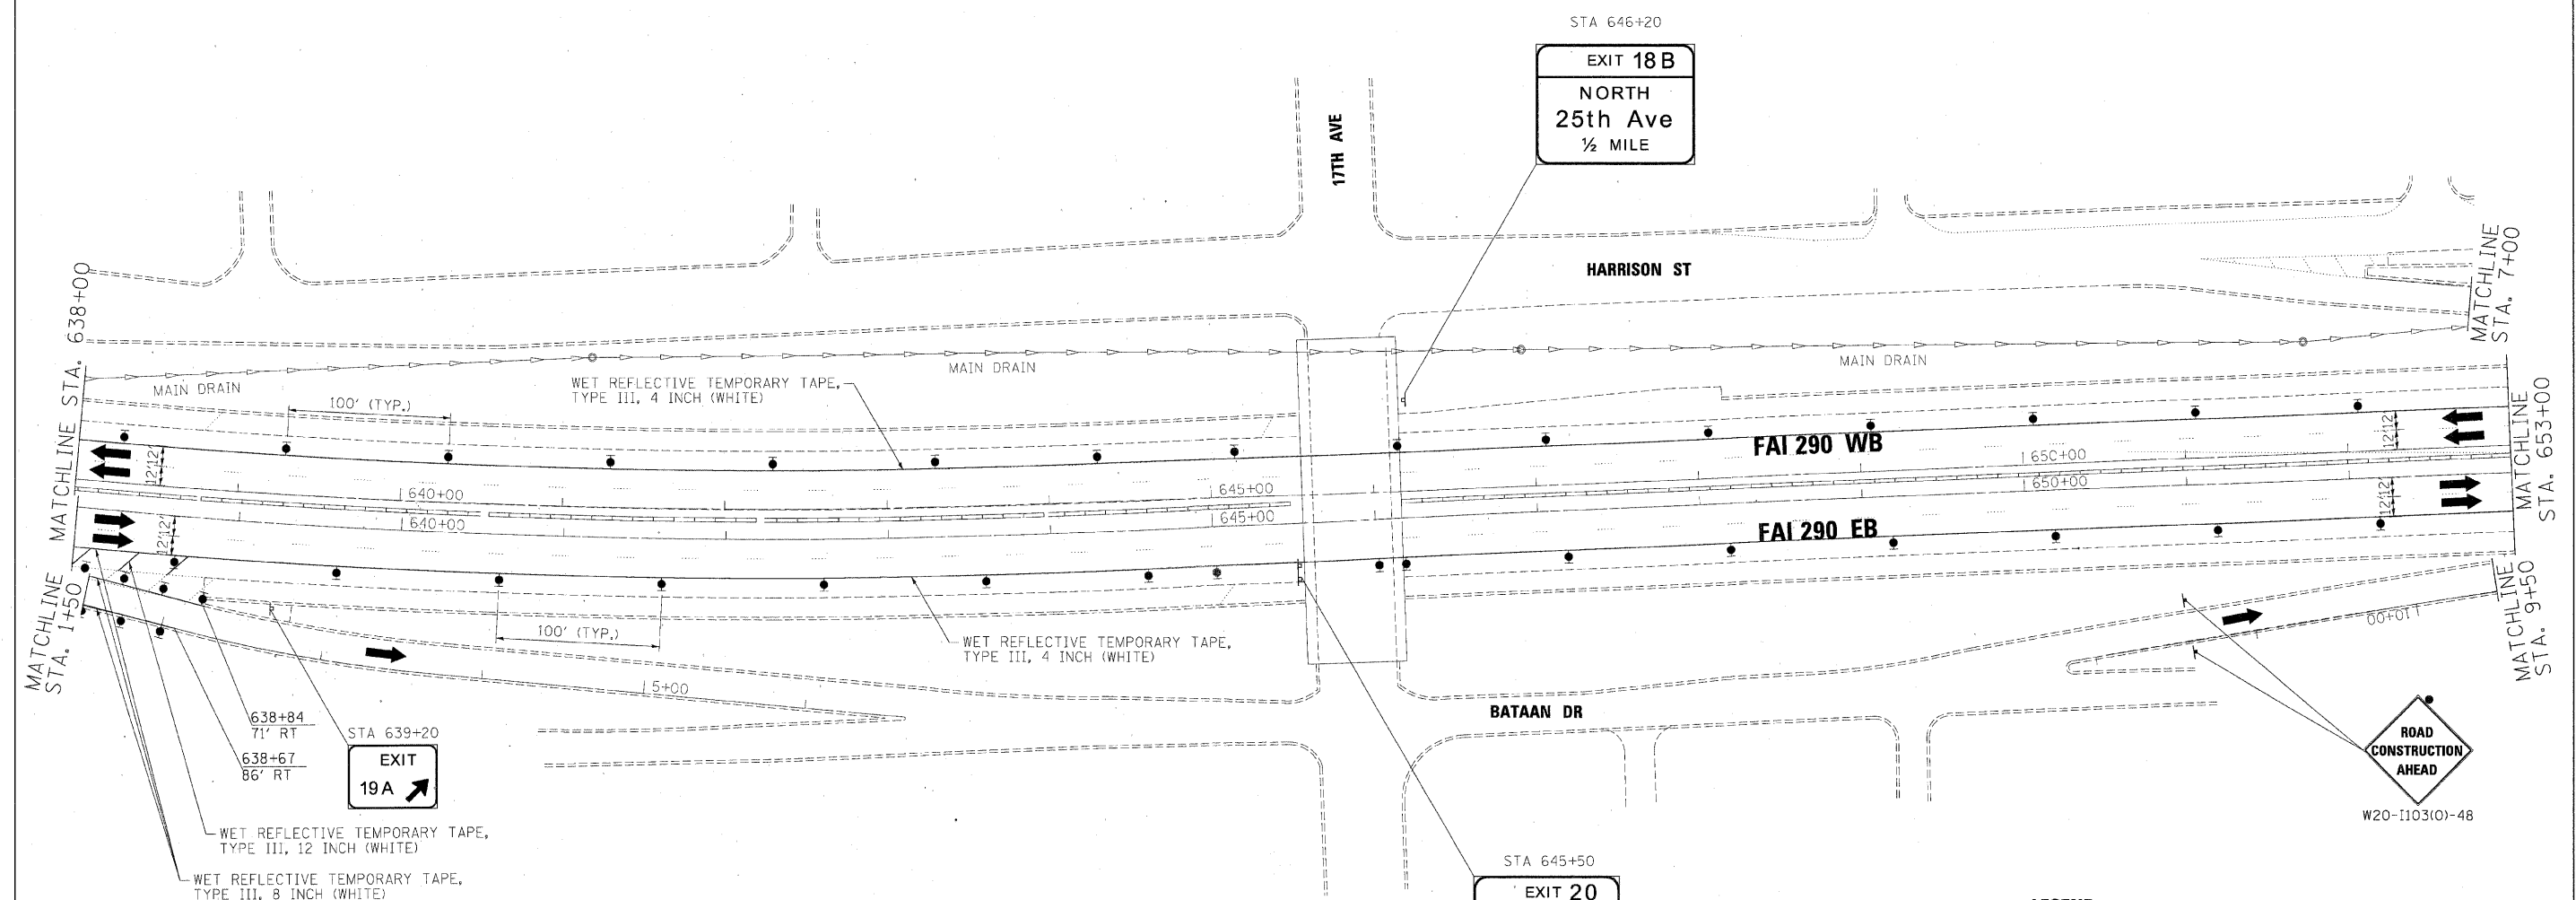 STA 646+20
EXIT 18 B
NORTH
25th Ave
½ MILE
17TH AVE
HARRISON ST
MATCHLINE STA. 638+00
MATCHLINE
STA. 7+00
MAIN DRAIN
MAIN DRAIN
MAIN DRAIN
WET REFLECTIVE TEMPORARY TAPE,
TYPE III, 4 INCH (WHITE)
100' (TYP.)
12'
12'
12'
12'
FAI 290 WB
650+00
640+00
645+00
650+00
640+00
645+00
MATCHLINE
STA. 653+00
12'
12'
12'
12'
FAI 290 EB
MATCHLINE
STA. 1+50
100' (TYP.)
WET REFLECTIVE TEMPORARY TAPE,
TYPE III, 4 INCH (WHITE)
MATCHLINE
STA. 9+50
10+00
5+00
BATAAN DR
638+84
71' RT
638+67
86' RT
STA 639+20
EXIT
19A
ROAD
CONSTRUCTION
AHEAD
W20-I103(O)-48
WET REFLECTIVE TEMPORARY TAPE,
TYPE III, 12 INCH (WHITE)
WET REFLECTIVE TEMPORARY TAPE,
TYPE III, 8 INCH (WHITE)
STA 645+50
EXIT 20